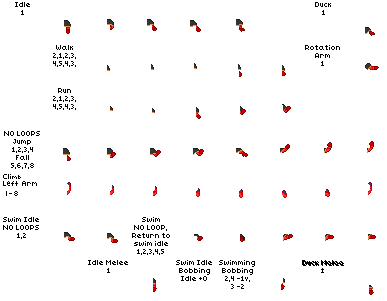 Idle
1
Duck
1
Walk
2,1,2,3,
4,5,4,3,
Rotation
Arm
1
Run
2,1,2,3,
4,5,4,3,
NO LOOPS
Jump
1,2,3,4
Fall
5,6,7,8
Climb
Left Arm
1-8
Swim Idle
NO LOOPS
1,2
Swim
NO LOOP,
Return to
swim idle
1,2,3,4,5
Idle Melee
1
Swim Idle
Bobbing
Idle +0
Swimming
Bobbing
2,4 -1v,
3 -2
Duck Melee
1